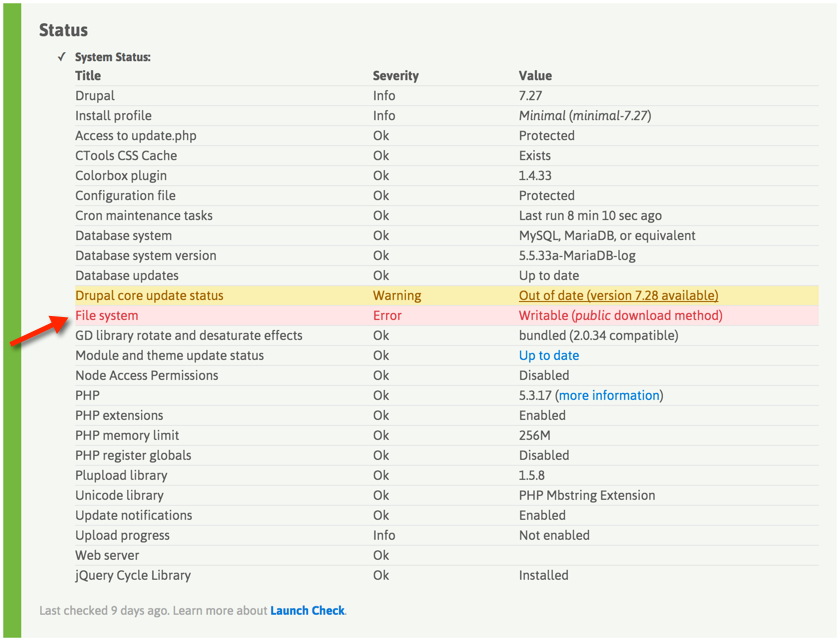 Status
✓ System Status:
Title Severity Value
Drupal Info 7.27
Install profile Info Minimal (minimal-7.27)
Access to update.php Ok Protected
CTools CSS Cache Ok Exists
Colorbox plugin Ok 1.4.33
Configuration file Ok Protected
Cron maintenance tasks Ok Last run 8 min 10 sec ago
Database system Ok MySQL, MariaDB, or equivalent
Database system version Ok 5.5.33a-MariaDB-log
Database updates Ok Up to date
Drupal core update status Warning Out of date (version 7.28 available)
File system Error Writable (public download method)
GD library rotate and desaturate effects Ok bundled (2.0.34 compatible)
Module and theme update status Ok Up to date
Node Access Permissions Ok Disabled
PHP Ok 5.3.17 (more information)
PHP extensions Ok Enabled
PHP memory limit Ok 256M
PHP register globals Ok Disabled
Plupload library Ok 1.5.8
Unicode library Ok PHP Mbstring Extension
Update notifications Ok Enabled
Upload progress Info Not enabled
Web server Ok
jQuery Cycle Library Ok Installed
Last checked 9 days ago. Learn more about Launch Check.